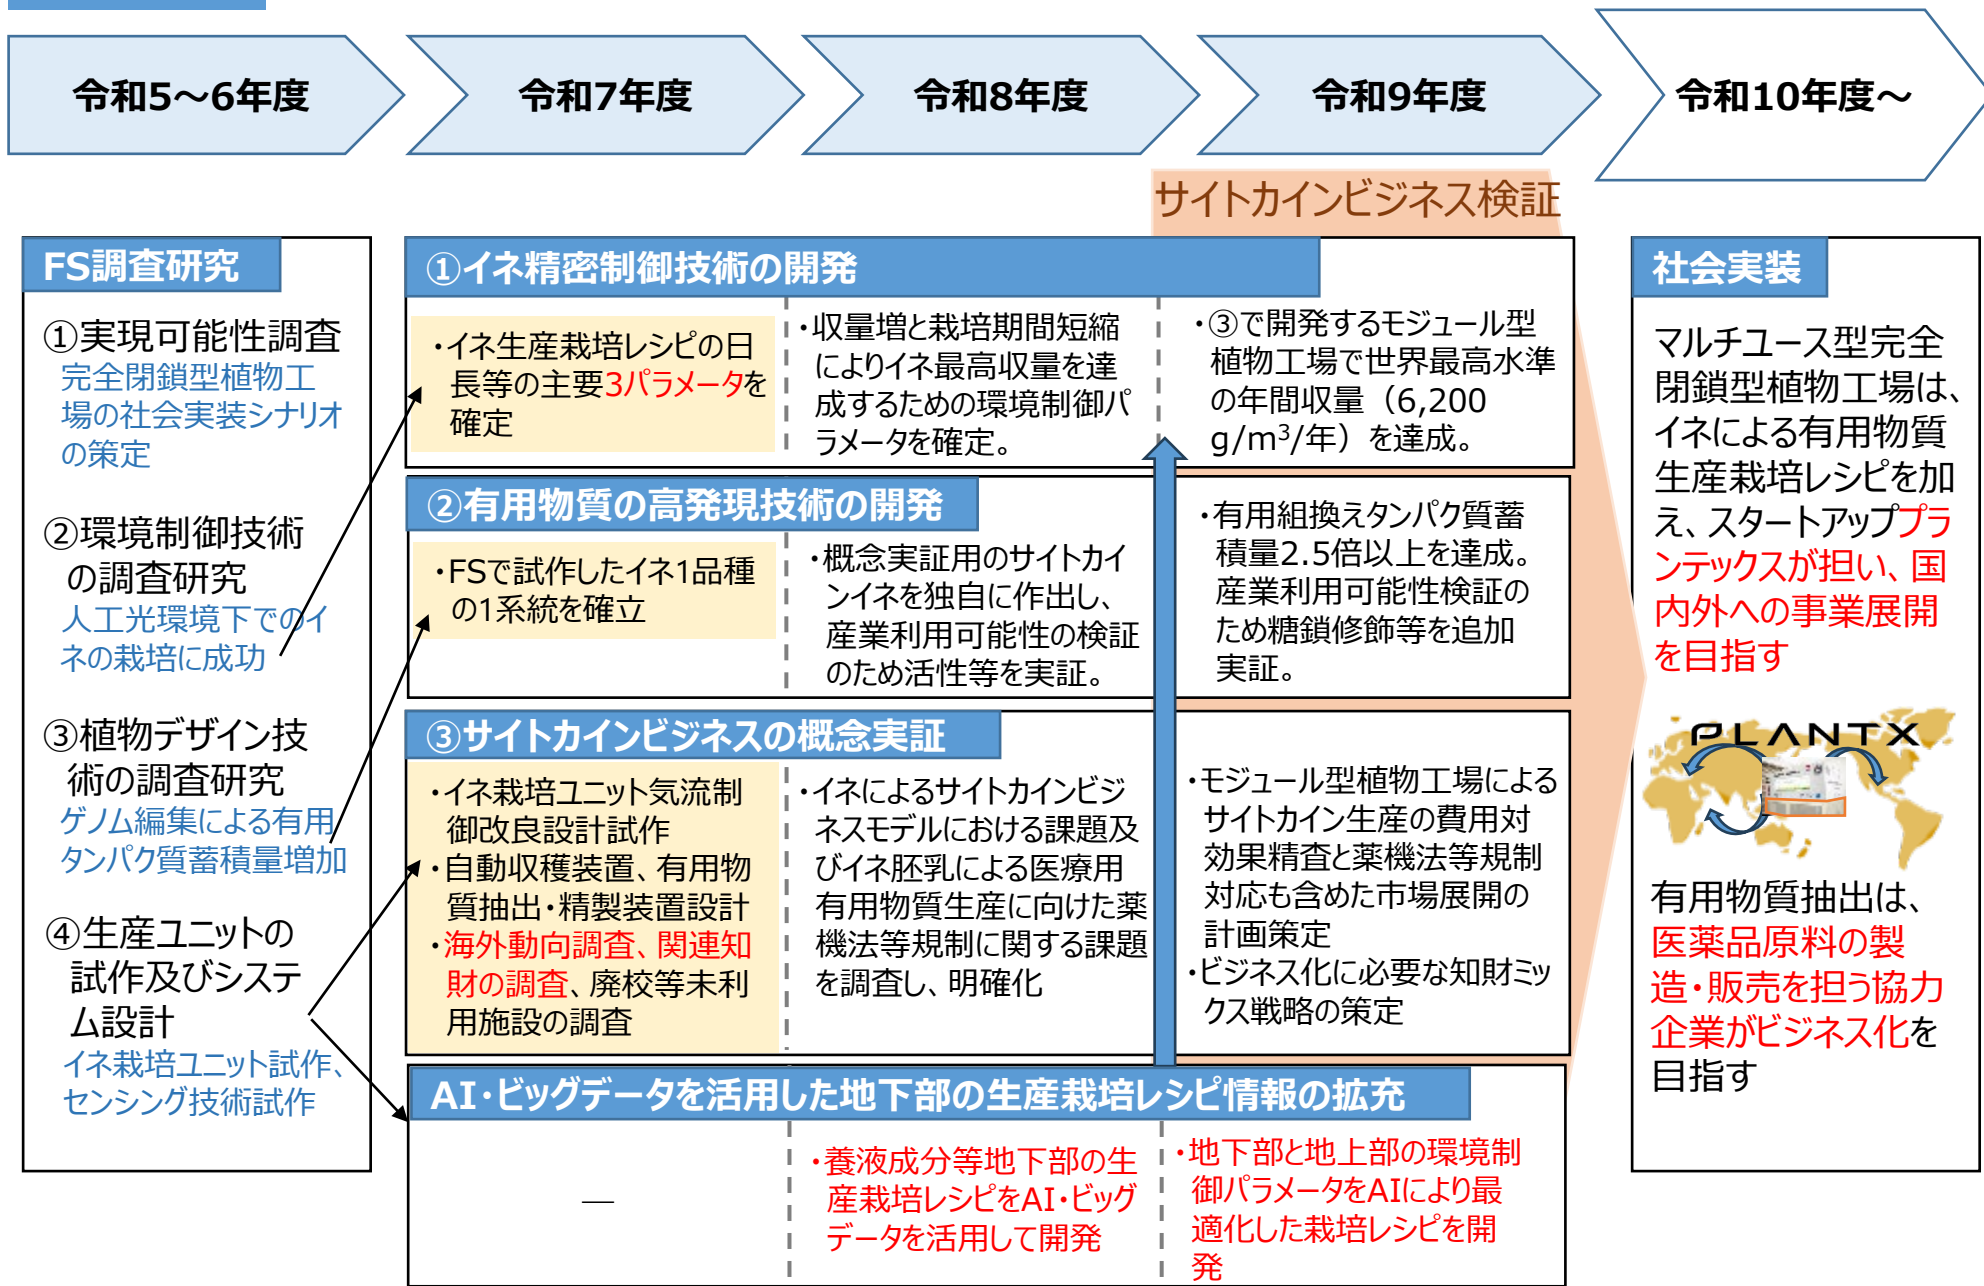 令和5～6年度
令和7年度
令和8年度
令和9年度
令和10年度～
サイトカインビジネス検証
FS調査研究
①実現可能性調査
完全閉鎖型植物工
場の社会実装シナリオ
の策定
②環境制御技術
の調査研究
人工光環境下でのイ
ネの栽培に成功
③植物デザイン技
術の調査研究
ゲノム編集による有用
タンパク質蓄積量増加
④生産ユニットの
試作及びシステ
ム設計
イネ栽培ユニット試作、
センシング技術試作
①イネ精密制御技術の開発
・イネ生産栽培レシピの日
長等の主要3パラメータを
確定
・収量増と栽培期間短縮
によりイネ最高収量を達
成するための環境制御パ
ラメータを確定。
・③で開発するモジュール型
植物工場で世界最高水準
の年間収量（6,200
g/m³/年）を達成。
②有用物質の高発現技術の開発
・FSで試作したイネ1品種
の1系統を確立
・概念実証用のサイトカイ
ンイネを独自に作出し、
産業利用可能性の検証
のため活性等を実証。
・有用組換えタンパク質蓄
積量2.5倍以上を達成。
産業利用可能性検証の
ため糖鎖修飾等を追加
実証。
③サイトカインビジネスの概念実証
・イネ栽培ユニット気流制
御改良設計試作
・自動収穫装置、有用物
質抽出・精製装置設計
・海外動向調査、関連知
財の調査、廃校等未利
用施設の調査
・イネによるサイトカインビジ
ネスモデルにおける課題及
びイネ胚乳による医療用
有用物質生産に向けた薬
機法等規制に関する課題
を調査し、明確化
・モジュール型植物工場による
サイトカイン生産の費用対
効果精査と薬機法等規制
対応も含めた市場展開の
計画策定
・ビジネス化に必要な知財ミッ
クス戦略の策定
AI・ビッグデータを活用した地下部の生産栽培レシピ情報の拡充
―
・養液成分等地下部の生
産栽培レシピをAI・ビッグ
データを活用して開発
・地下部と地上部の環境制
御パラメータをAIにより最
適化した栽培レシピを開
発
社会実装
マルチユース型完全
閉鎖型植物工場は、
イネによる有用物質
生産栽培レシピを加
え、スタートアッププラ
ンテックスが担い、国
内外への事業展開
を目指す
PLANTX
有用物質抽出は、
医薬品原料の製
造・販売を担う協力
企業がビジネス化を
目指す